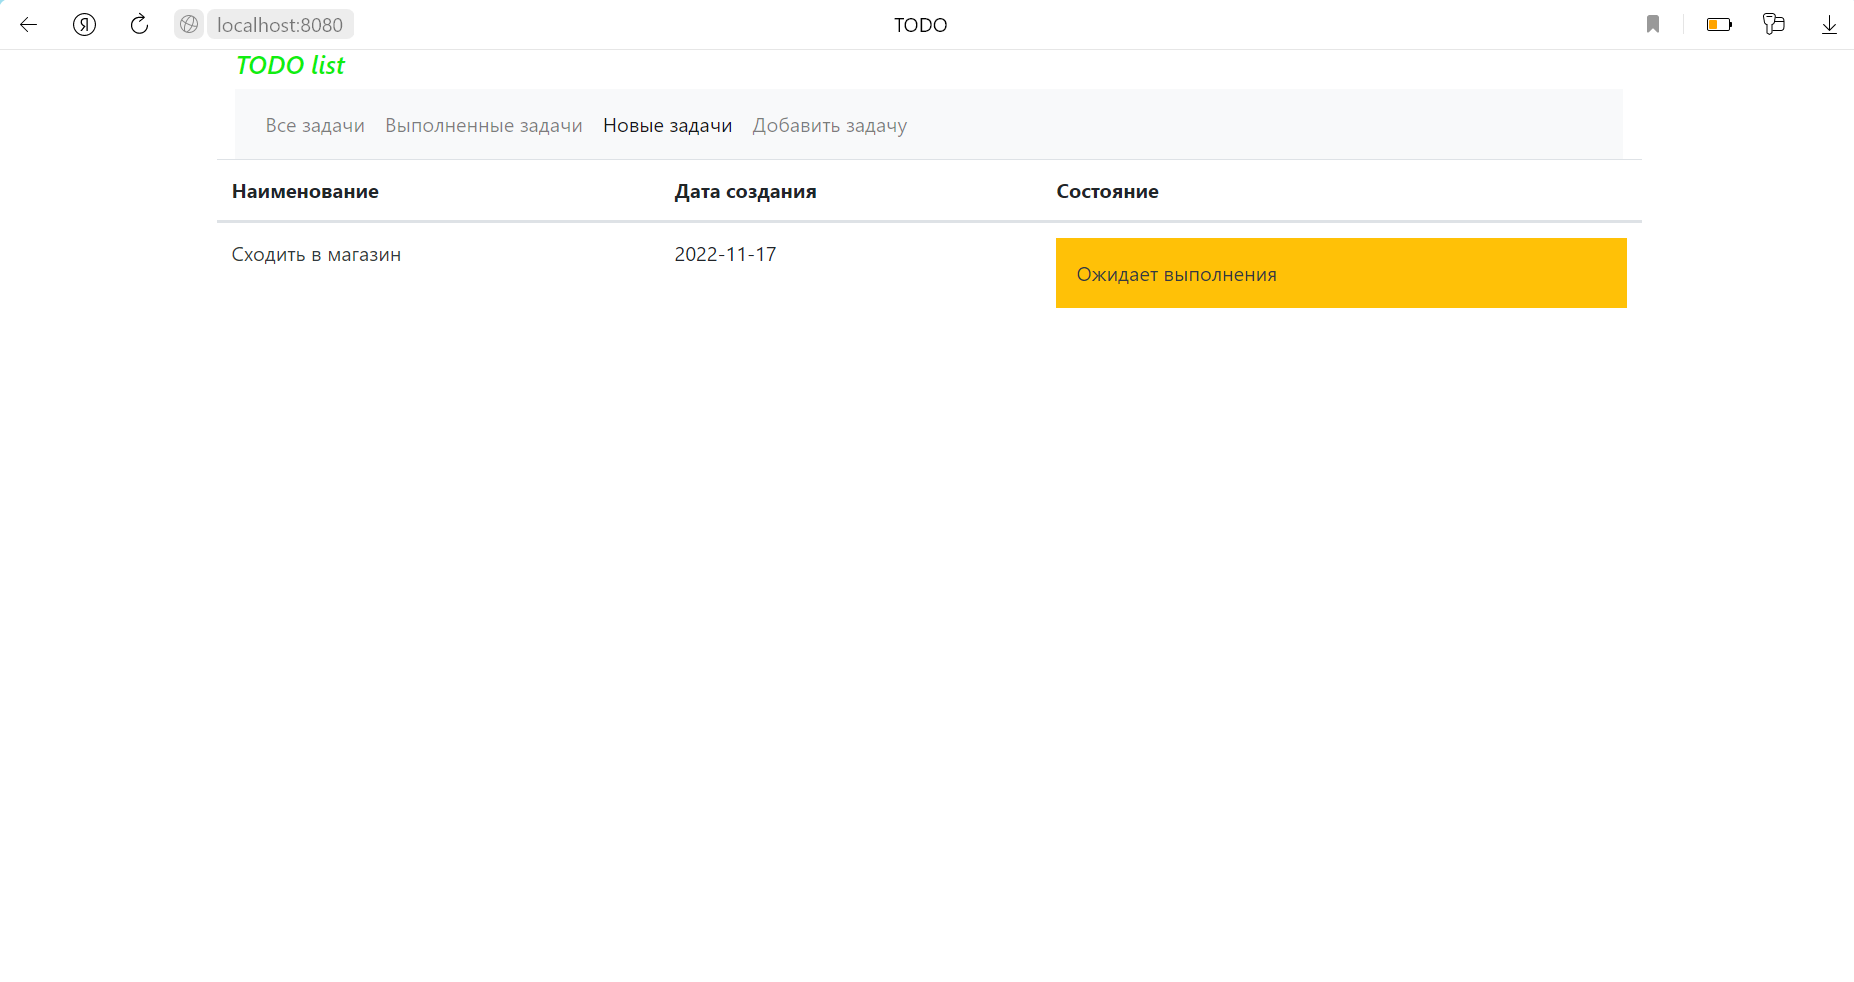 localhost:8080 TODO
TODO list
Все задачи Выполненные задачи Новые задачи Добавить задачу
Наименование Дата создания Состояние
Сходить в магазин 2022-11-17 Ожидает выполнения